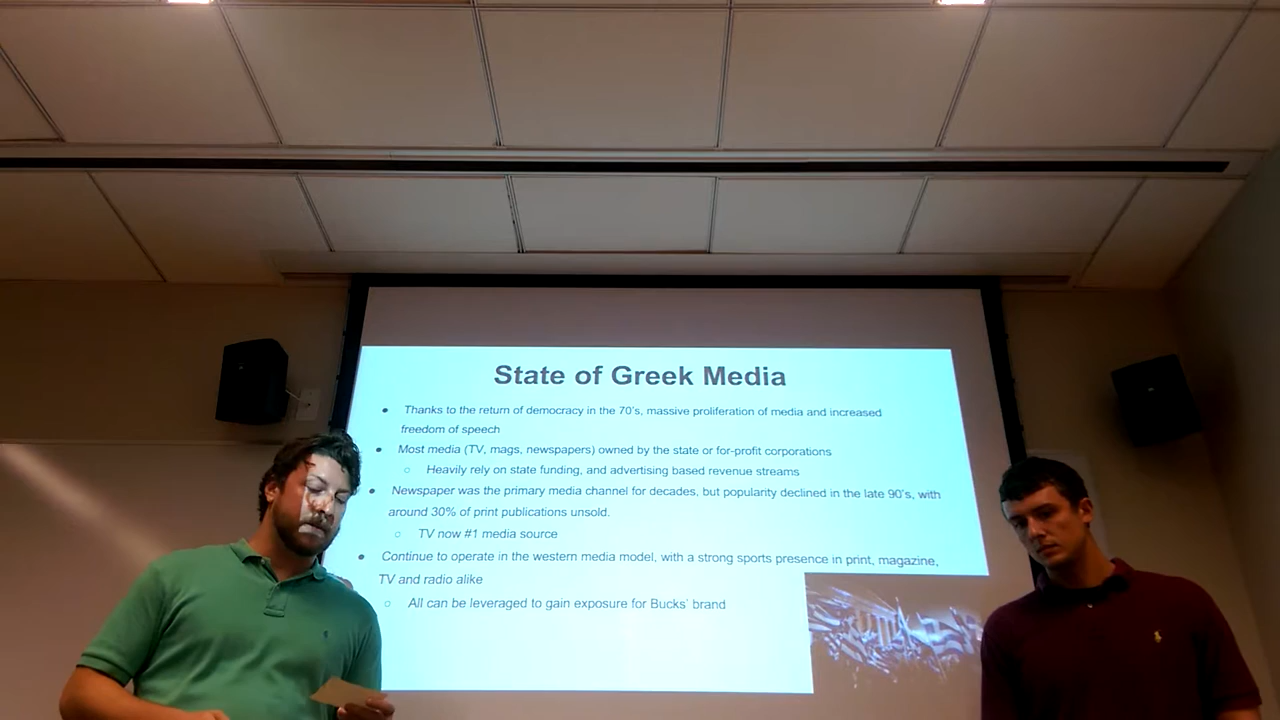 State of Greek Media
● Thanks to the return of democracy in the 70's, massive proliferation of media and increased
freedom of speech
● Most media (TV, mags, newspapers) owned by the state or for-profit corporations
○ Heavily rely on state funding, and advertising based revenue streams
● Newspaper was the primary media channel for decades, but popularity declined in the late 90's, with
around 30% of print publications unsold.
○ TV now #1 media source
● Continue to operate in the western media model, with a strong sports presence in print, magazine,
TV and radio alike
○ All can be leveraged to gain exposure for Bucks' brand